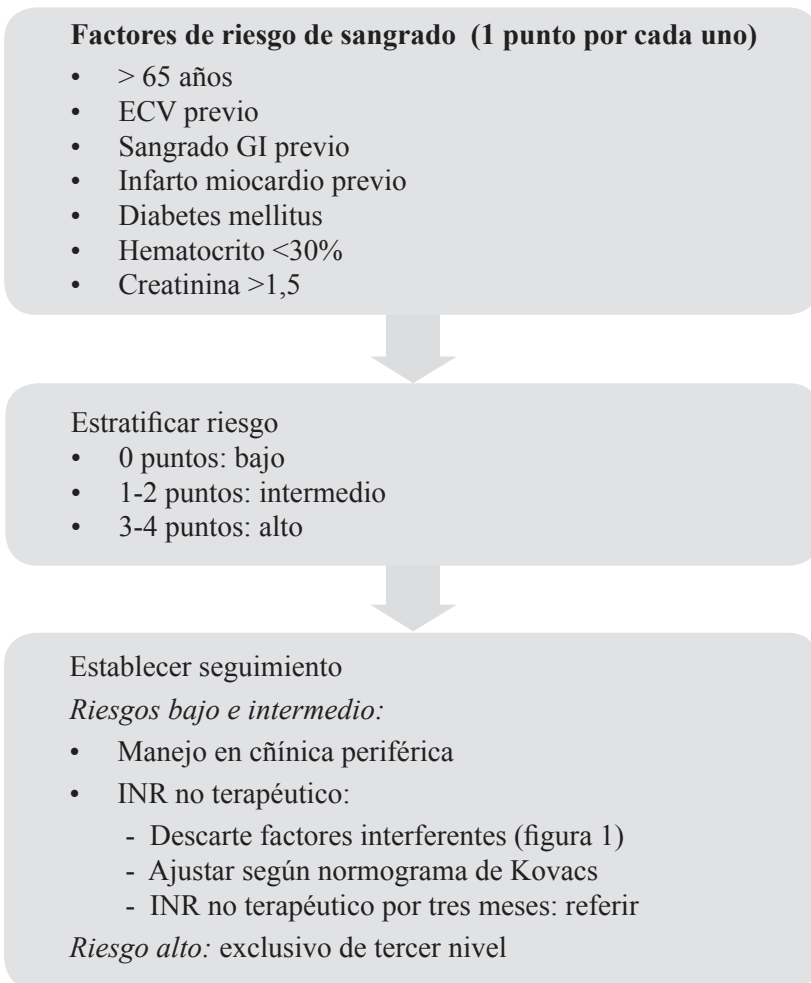 Factores de riesgo de sangrado (1 punto por cada uno)
• > 65 años
• ECV previo
• Sangrado GI previo
• Infarto miocardio previo
• Diabetes mellitus
• Hematocrito <30%
• Creatinina >1,5
Estratificar riesgo
• 0 puntos: bajo
• 1-2 puntos: intermedio
• 3-4 puntos: alto
Establecer seguimiento
Riesgos bajo e intermedio:
• Manejo en cñínica periférica
• INR no terapéutico:
- Descarte factores interferentes (figura 1)
- Ajustar según normograma de Kovacs
- INR no terapéutico por tres meses: referir
Riesgo alto: exclusivo de tercer nivel